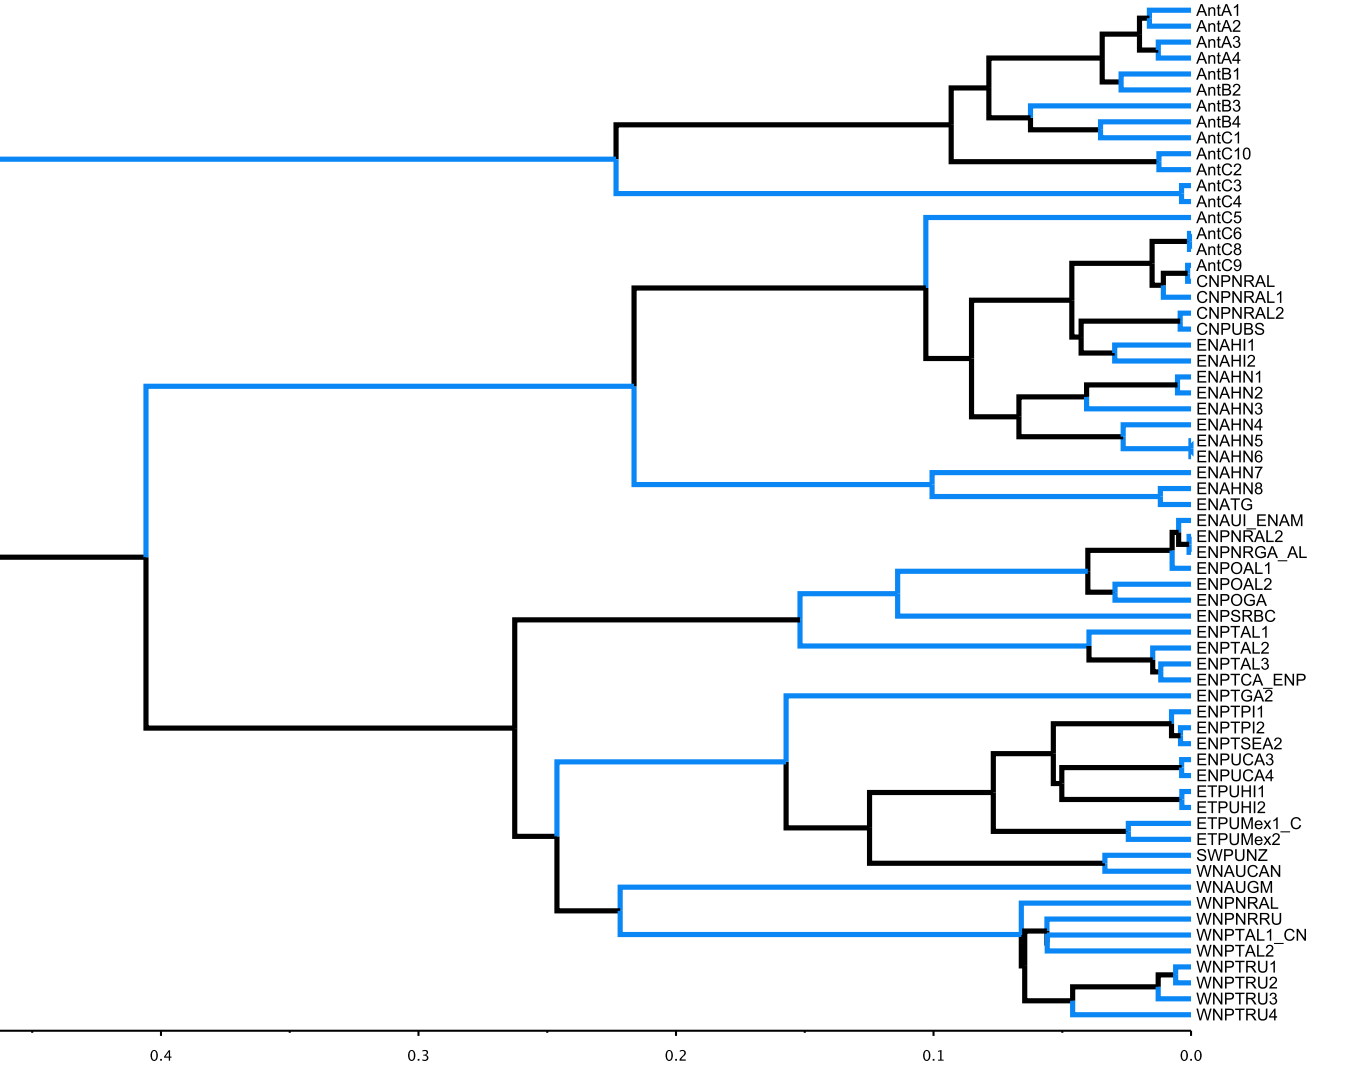 AntA1
AntA2
AntA3
AntA4
AntB1
AntB2
AntB3
AntB4
AntC1
AntC10
AntC2
AntC3
AntC4
AntC5
AntC6
AntC8
AntC9
CNPNRAL
CNPNRAL1
CNPNRAL2
CNPUBS
ENAHI1
ENAHI2
ENAHN1
ENAHN2
ENAHN3
ENAHN4
ENAHN5
ENAHN6
ENAHN7
ENAHN8
ENATG
ENAUI_ENAM
ENPNRAL2
ENPNRGA_AL
ENPOAL1
ENPOAL2
ENPOGA
ENPSRBC
ENPTAL1
ENPTAL2
ENPTAL3
ENPTCA_ENP
ENPTGA2
ENPTPI1
ENPTPI2
ENPTSEA2
ENPUCA3
ENPUCA4
ETPUHI1
ETPUHI2
ETPUMex1_C
ETPUMex2
SWPUNZ
WNAUCAN
WNAUGM
WNPNRAL
WNPNRRU
WNPTAL1_CN
WNPTAL2
WNPTRU1
WNPTRU2
WNPTRU3
WNPTRU4
0.4 0.3 0.2 0.1 0.0